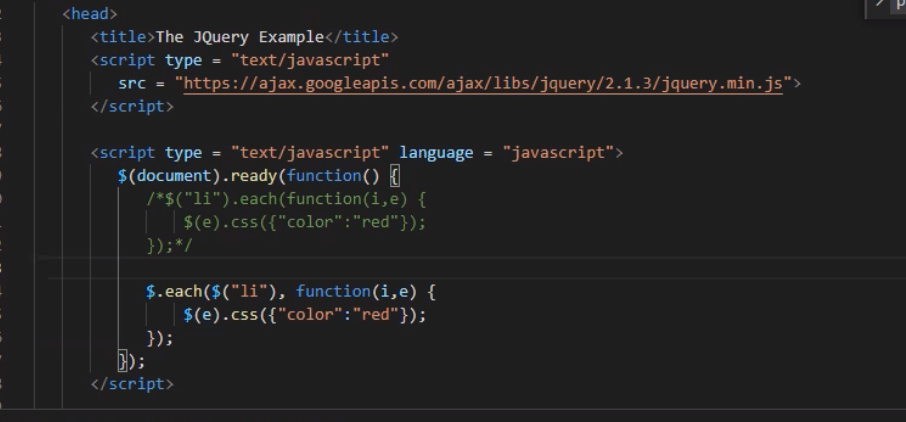 <head>
<title>The JQuery Example</title>
<script type = "text/javascript"
src = "https://ajax.googleapis.com/ajax/libs/jquery/2.1.3/jquery.min.js">
</script>
<script type = "text/javascript" language = "javascript">
$(document).ready(function() {
/*$("li").each(function(i,e) {
$(e).css({"color":"red"});
});*/
$.each($("li"), function(i,e) {
$(e).css({"color":"red"});
});
});
</script>